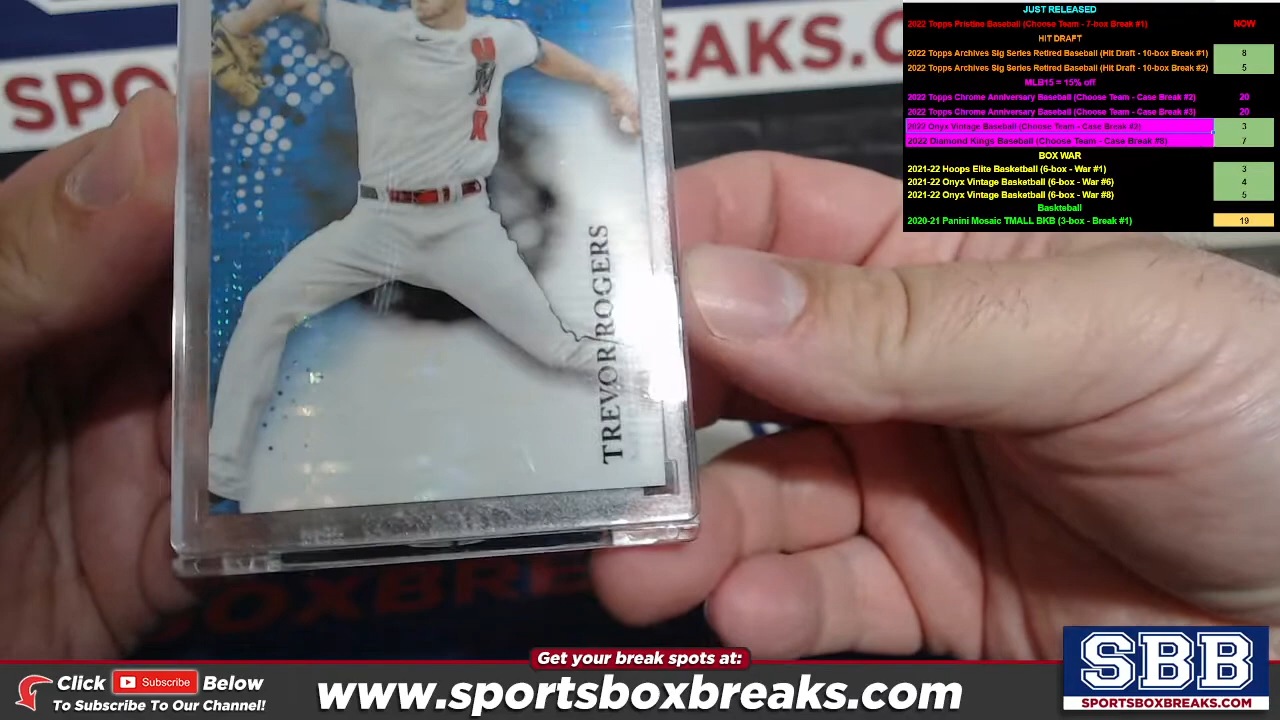 JUST RELEASED
2022 Topps Pristine Baseball (Choose Team - 7-box Break #1) NOW
HIT DRAFT
2022 Topps Archives Sig Series Retired Baseball (Hit Draft - 10-box Break #1) 8
2022 Topps Archives Sig Series Retired Baseball (Hit Draft - 10-box Break #2) 5
MLB15 = 15% off
2022 Topps Chrome Anniversary Baseball (Choose Team - Case Break #2) 20
2022 Topps Chrome Anniversary Baseball (Choose Team - Case Break #3) 20
2022 Onyx Vintage Baseball (Choose Team - Case Break #2) 3
2022 Diamond Kings Baseball (Choose Team - Case Break #8) 7
BOX WAR
2021-22 Hoops Elite Basketball (6-box - War #1) 3
2021-22 Onyx Vintage Basketball (6-box - War #6) 4
2021-22 Onyx Vintage Basketball (6-box - War #8) 5
Baskteball
2020-21 Panini Mosaic TMALL BKB (3-box - Break #1) 19
SPO
BREAKS.C
TREVOR ROGERS
OXBRE
Get your break spots at:
Click Subscribe Below
To Subscribe To Our Channel!
www.sportsboxbreaks.com
SBB
SPORTSBOXBREAKS.COM